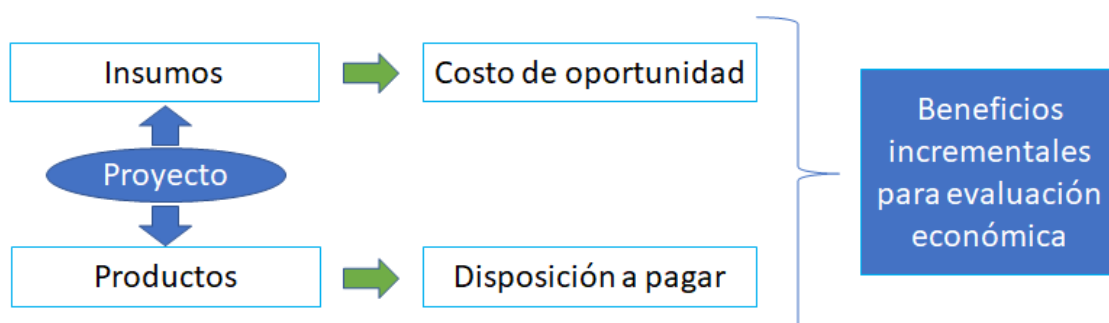 Insumos
Costo de oportunidad
Proyecto
Productos
Disposición a pagar
Beneficios
incrementales
para evaluación
económica